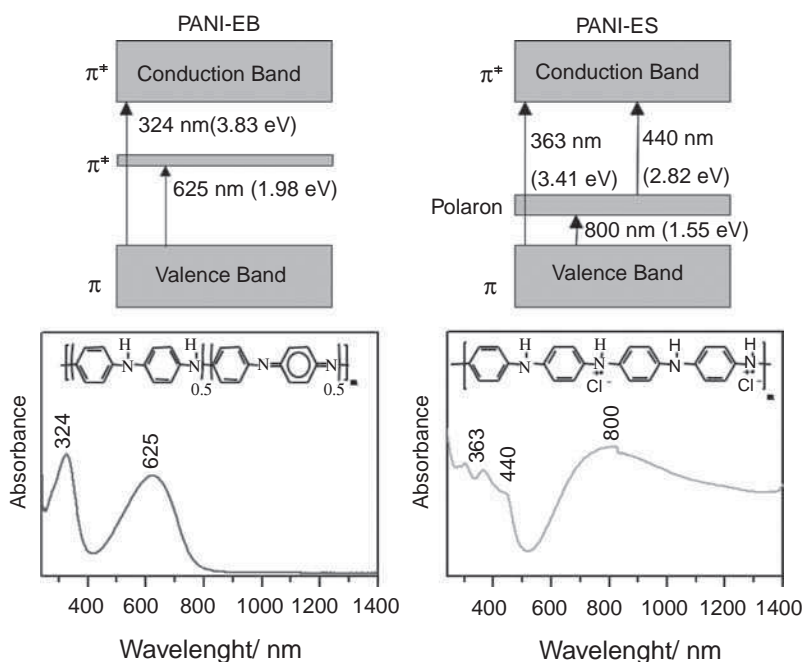 PANI-EB
π*
Conduction Band
324 nm(3.83 eV)
π*
625 nm (1.98 eV)
π
Valence Band
PANI-ES
π*
Conduction Band
363 nm
(3.41 eV)
440 nm
(2.82 eV)
Polaron
800 nm (1.55 eV)
π
Valence Band
H
N
H
N
0.5
N
N
0.5
324
625
Absorbance
400 600 800 1000 1200 1400
Wavelenght/ nm
H
N
H
N
Cl -
H
N
H
N
Cl -
363
440
800
Absorbance
400 600 800 1000 1200 1400
Wavelenght/ nm